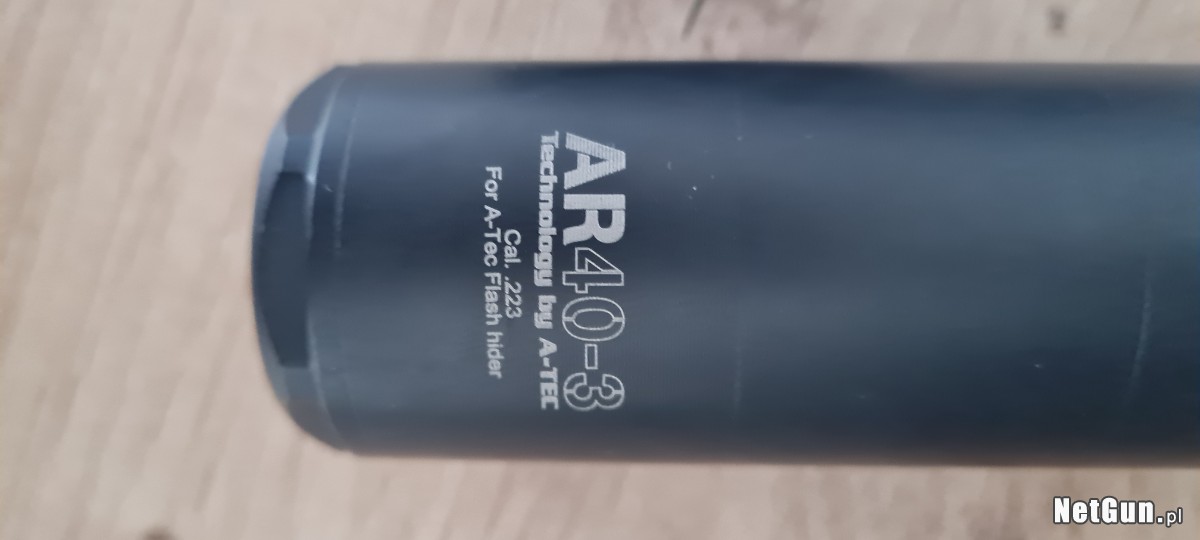 AR40-3
Technology by A-TEC
Cal. .223
For A-Tec Flash hider
NetGun.pl